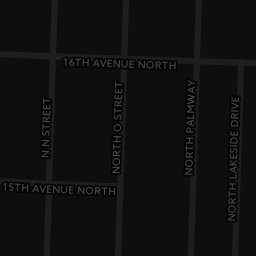 16TH AVENUE NORTH
N N STREET
NORTH O STREET
NORTH PALMWAY
NORTH LAKESIDE DRIVE
15TH AVENUE NORTH